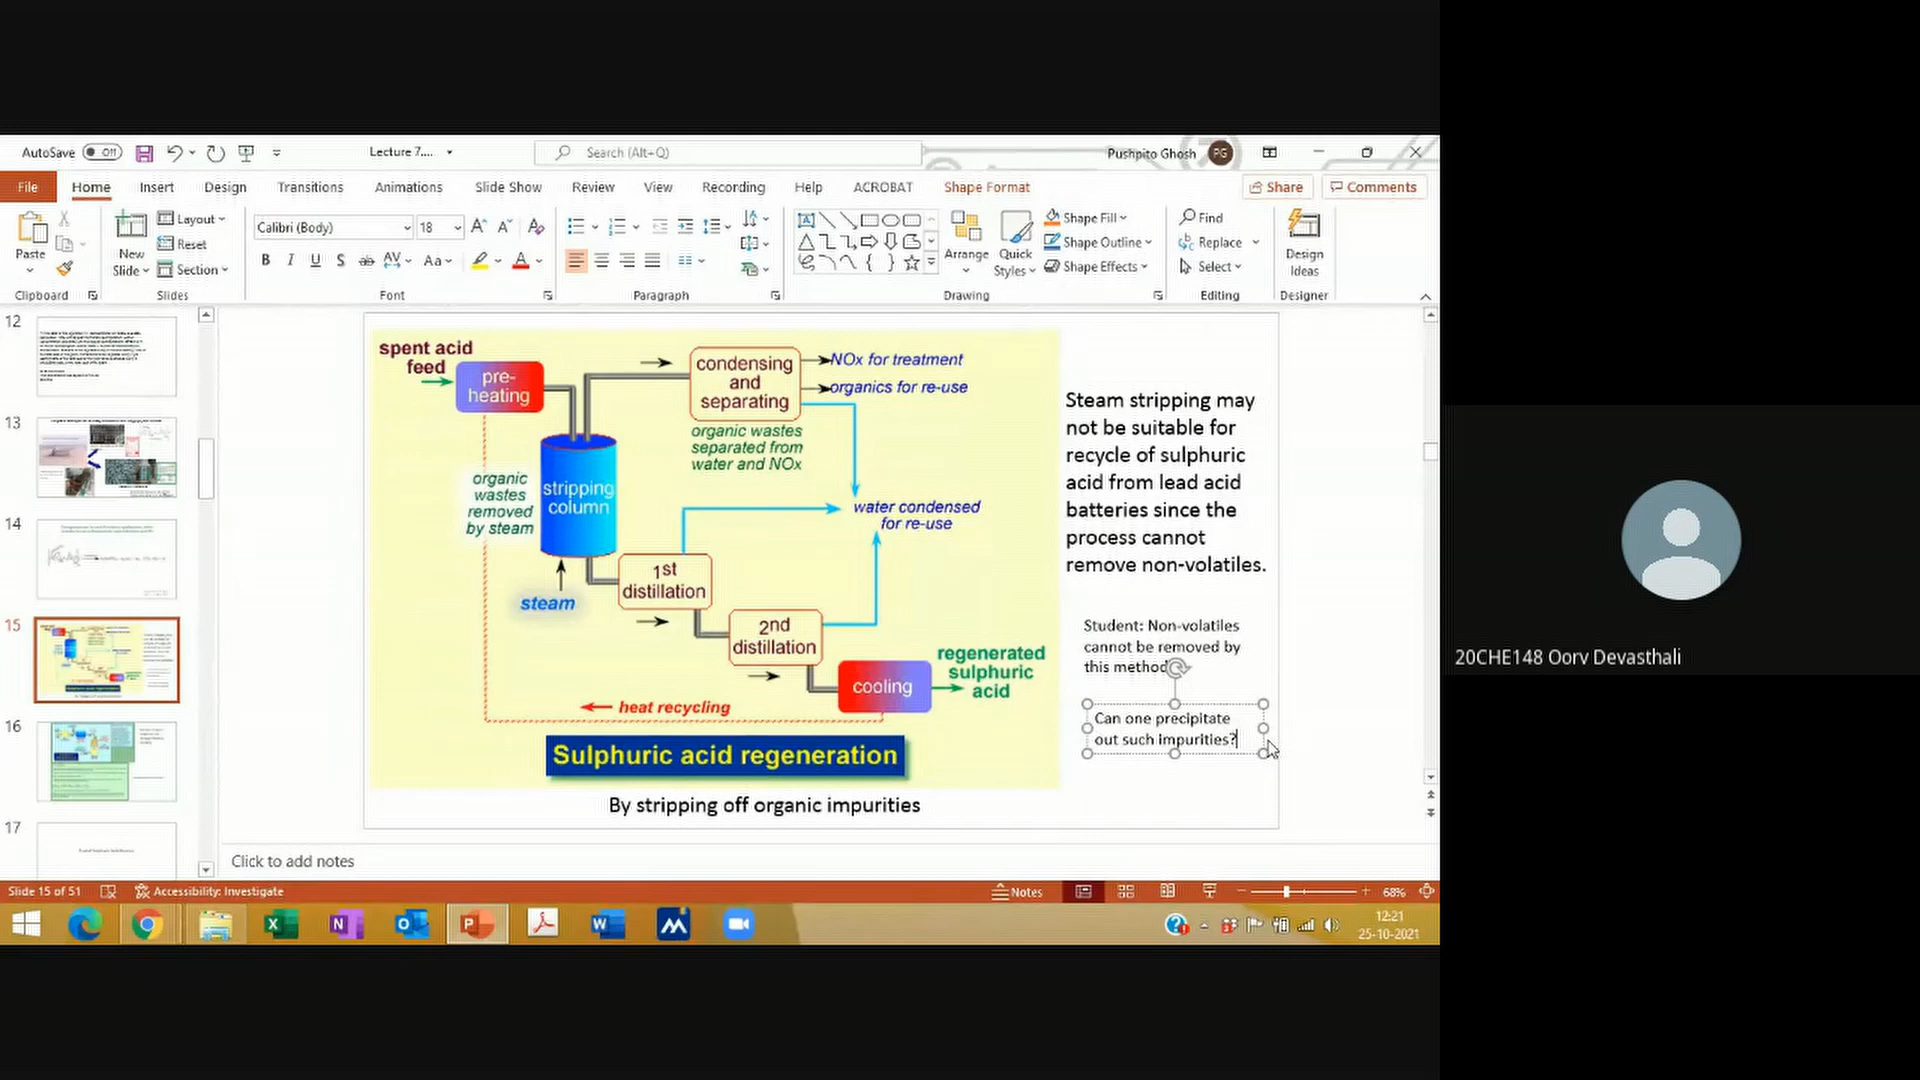 AutoSave Off
Lecture 7....
Search (Alt+Q)
Pushpito Ghosh
PG
File
Home
Insert
Design
Transitions
Animations
Slide Show
Review
View
Recording
Help
ACROBAT
Shape Format
Share
Comments
Paste
New
Slide
Layout
Reset
Section
Calibri (Body)
18
Shape Fill
Shape Outline
Shape Effects
Arrange
Quick
Styles
Find
Replace
Select
Design
Ideas
Clipboard
Slides
Font
Paragraph
Drawing
Editing
Designer
12
13
14
15
16
17
spent acid
feed
pre-
heating
condensing
and
separating
NOx for treatment
organics for re-use
organic wastes
separated from
water and NOx
organic
wastes
removed
by steam
stripping
column
water condensed
for re-use
steam
1st
distillation
2nd
distillation
cooling
regenerated
sulphuric
acid
heat recycling
Sulphuric acid regeneration
By stripping off organic impurities
Steam stripping may
not be suitable for
recycle of sulphuric
acid from lead acid
batteries since the
process cannot
remove non-volatiles.
Student: Non-volatiles
cannot be removed by
this method
Can one precipitate
out such impurities?
Click to add notes
Slide 15 of 51
Accessibility: Investigate
Notes
68%
12:21
25-10-2021
20CHE148 Oorv Devasthali